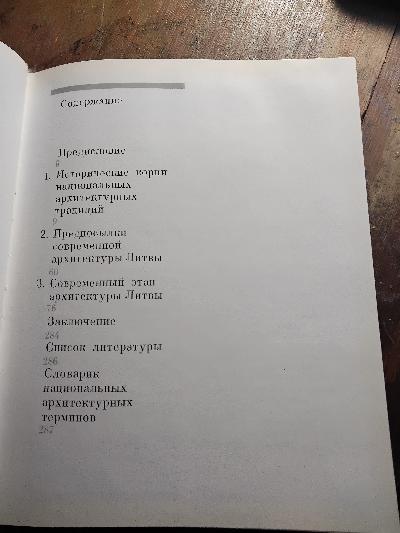 Содержание
Предисловие
6
1. Исторические корни
национальных
архитектурных
традиций
9
2. Предпосылки
современной
архитектуры Литвы
60
3. Современный этап
архитектуры Литвы
76
Заключение
284
Список литературы
286
Словарик
национальных
архитектурных
терминов
287